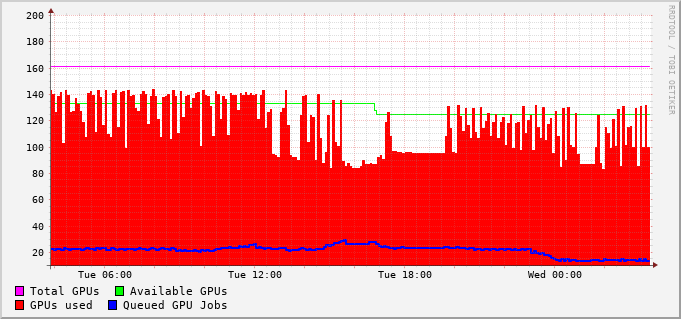 RRDTOOL / TOBI OETIKER
200
180
160
140
120
100
80
60
40
20
Tue 06:00 Tue 12:00 Tue 18:00 Wed 00:00
Total GPUs Available GPUs
GPUs used Queued GPU Jobs